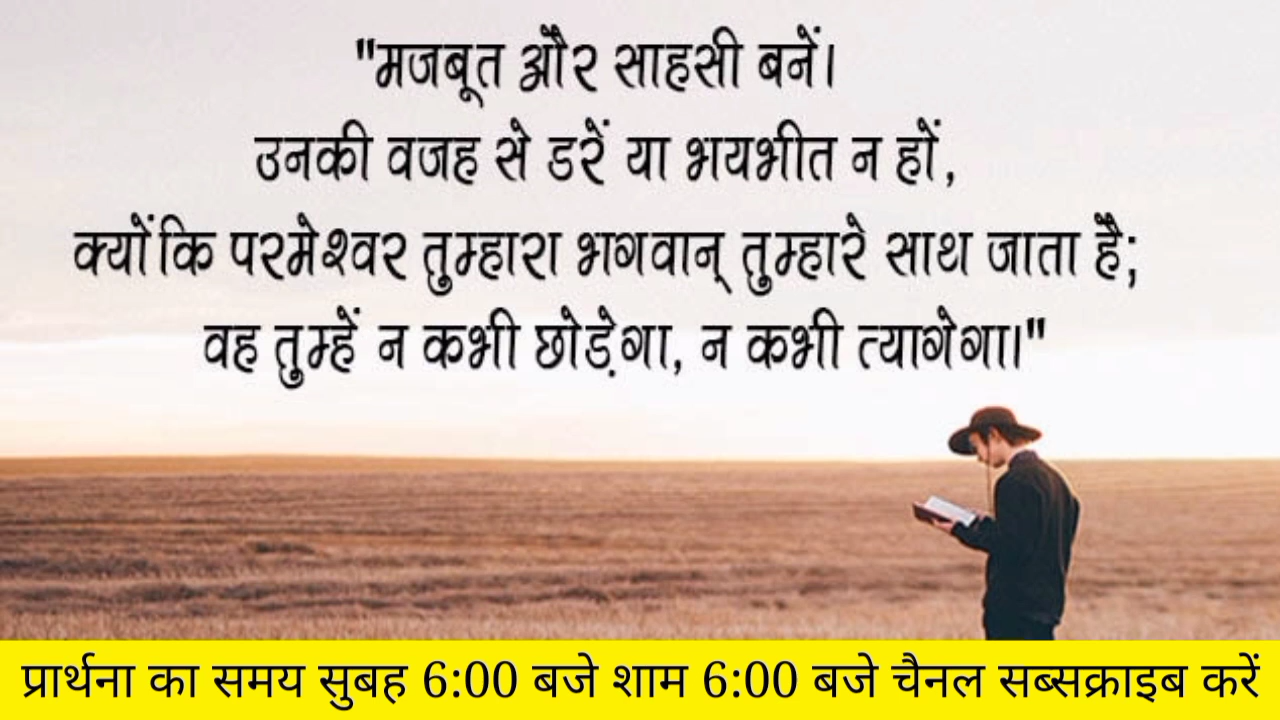 "मजबूत और साहसी बनें।
उनकी वजह से डरें या भयभीत न हों,
क्योंकि परमेश्वर तुम्हारा भगवान् तुम्हारे साथ जाता है;
वह तुम्हें न कभी छोड़ेगा, न कभी त्यागेगा।"
प्रार्थना का समय सुबह 6:00 बजे शाम 6:00 बजे चैनल सब्सक्राइब करें